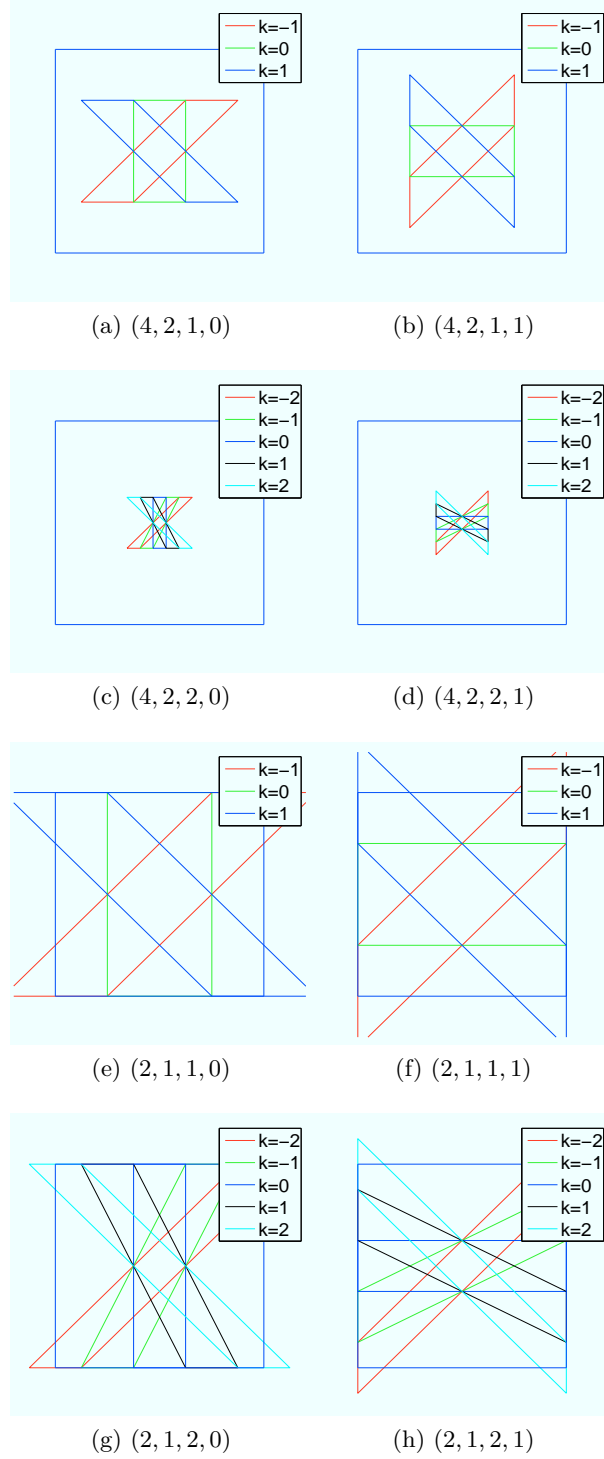 k=−1
k=0
k=1
k=−1
k=0
k=1
(a) (4, 2, 1, 0)
(b) (4, 2, 1, 1)
k=−2
k=−1
k=0
k=1
k=2
k=−2
k=−1
k=0
k=1
k=2
(c) (4, 2, 2, 0)
(d) (4, 2, 2, 1)
k=−1
k=0
k=1
k=−1
k=0
k=1
(e) (2, 1, 1, 0)
(f) (2, 1, 1, 1)
k=−2
k=−1
k=0
k=1
k=2
k=−2
k=−1
k=0
k=1
k=2
(g) (2, 1, 2, 0)
(h) (2, 1, 2, 1)